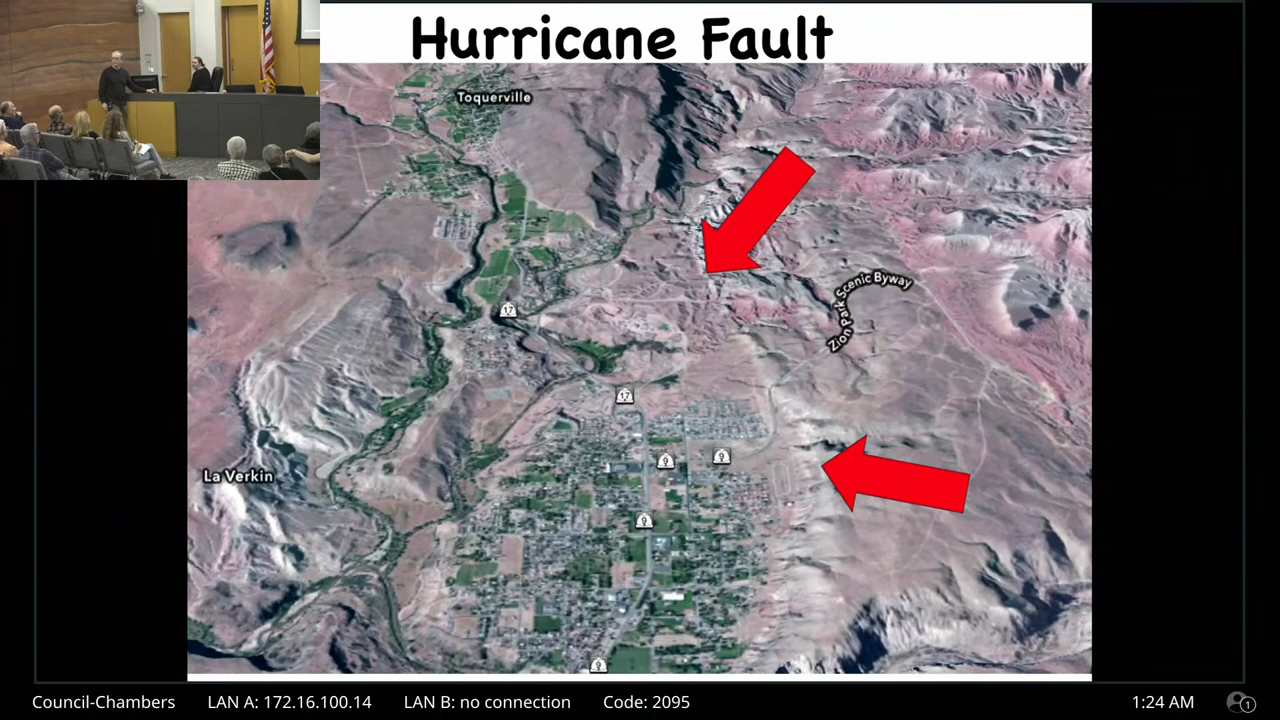 Hurricane Fault
Toquerville
Zion Park Scenic Byway
17
17
La Verkin
9
9
9
9
Council-Chambers LAN A: 172.16.100.14 LAN B: no connection Code: 2095 1:24 AM
1